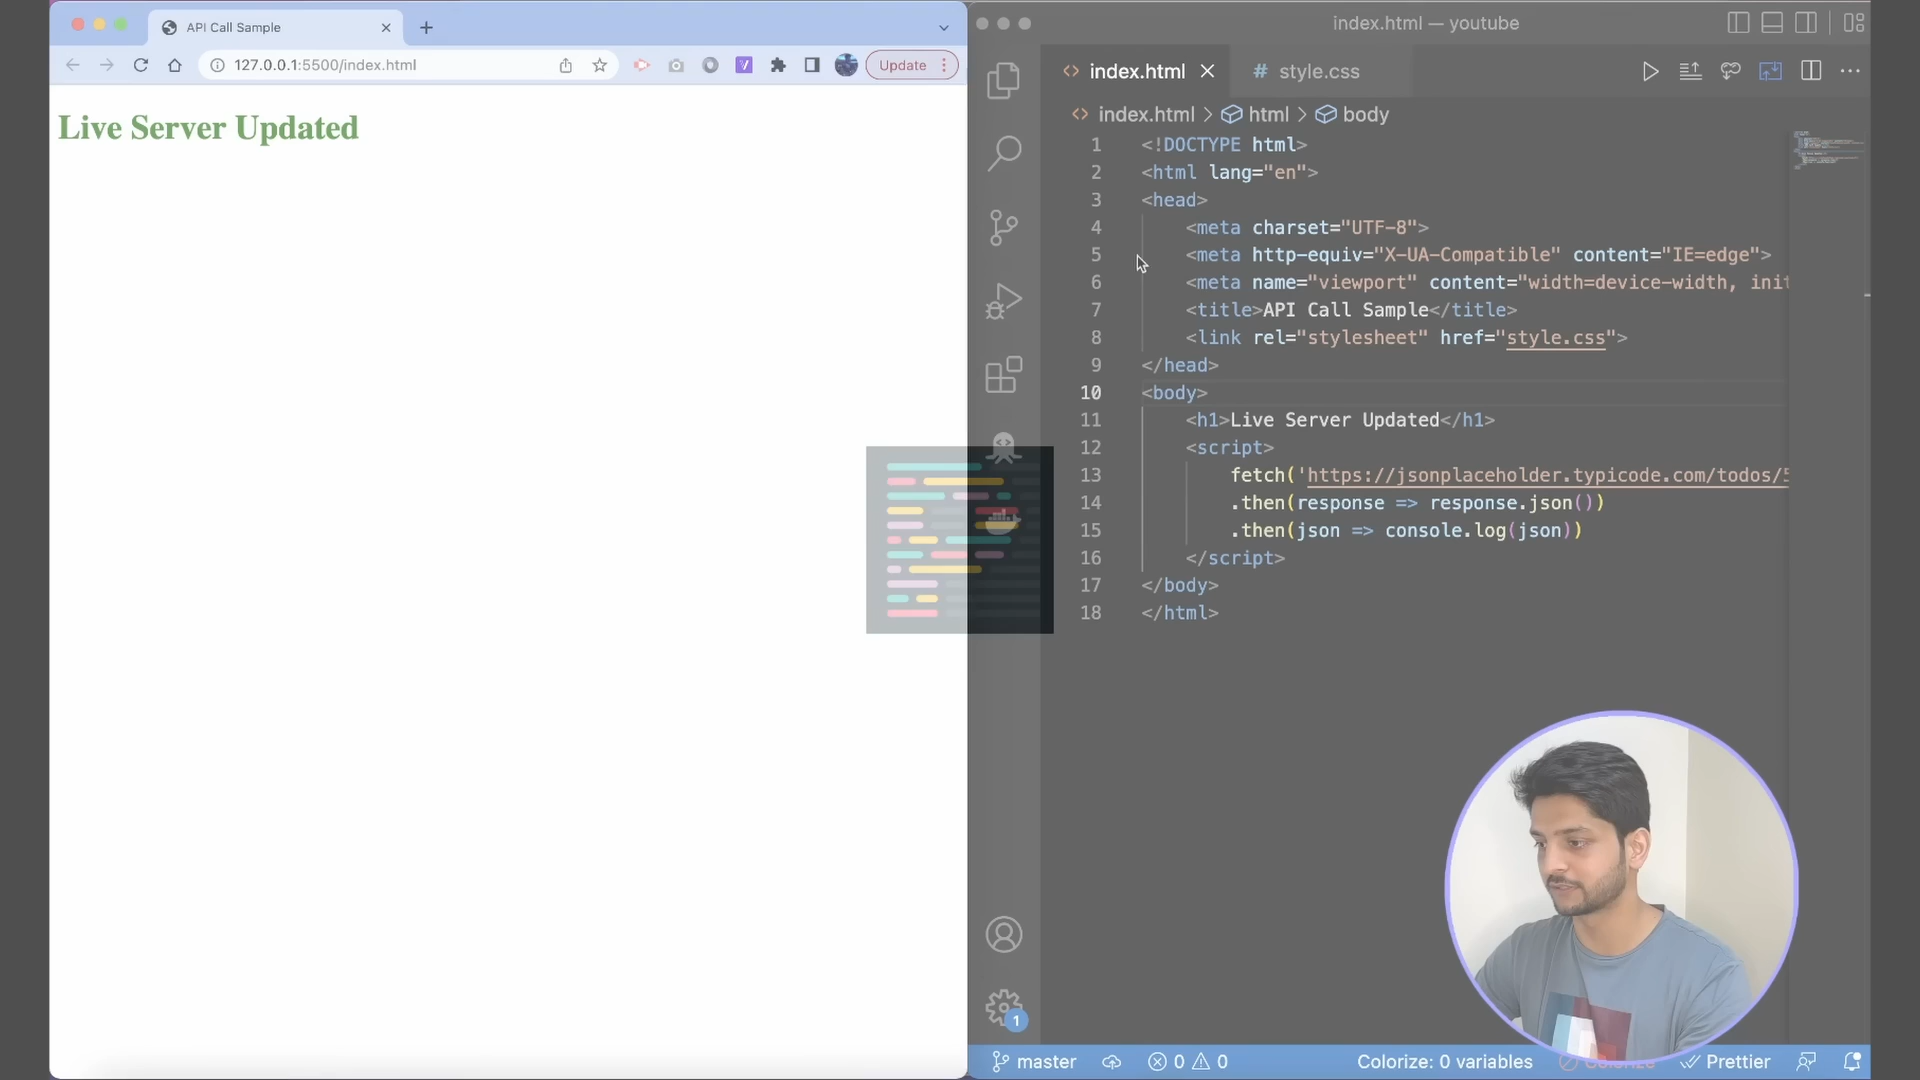 API Call Sample
127.0.0.1:5500/index.html
Update
Live Server Updated
index.html — youtube
index.html
# style.css
index.html > html > body
1 <!DOCTYPE html>
2 <html lang="en">
3 <head>
4 <meta charset="UTF-8">
5 <meta http-equiv="X-UA-Compatible" content="IE=edge">
6 <meta name="viewport" content="width=device-width, init
7 <title>API Call Sample</title>
8 <link rel="stylesheet" href="style.css">
9 </head>
10 <body>
11 <h1>Live Server Updated</h1>
12 <script>
13 fetch('https://jsonplaceholder.typicode.com/todos/5
14 .then(response => response.json())
15 .then(json => console.log(json))
16 </script>
17 </body>
18 </html>
1
master
0
0
Colorize: 0 variables
Colorize
Prettier